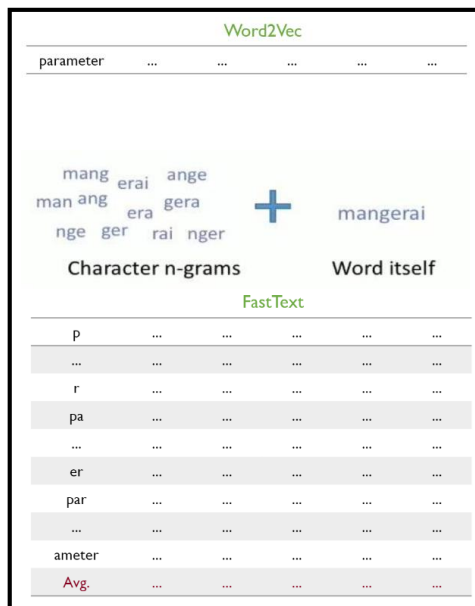 Word2Vec
parameter ... ... ... ... ...
mang erai ange
man ang era gera
nge ger rai nger
mangerai
Character n-grams Word itself
FastText
p ... ... ... ... ...
... ... ... ... ... ...
r ... ... ... ... ...
pa ... ... ... ... ...
... ... ... ... ... ...
er ... ... ... ... ...
par ... ... ... ... ...
... ... ... ... ... ...
ameter ... ... ... ... ...
Avg. ... ... ... ... ...